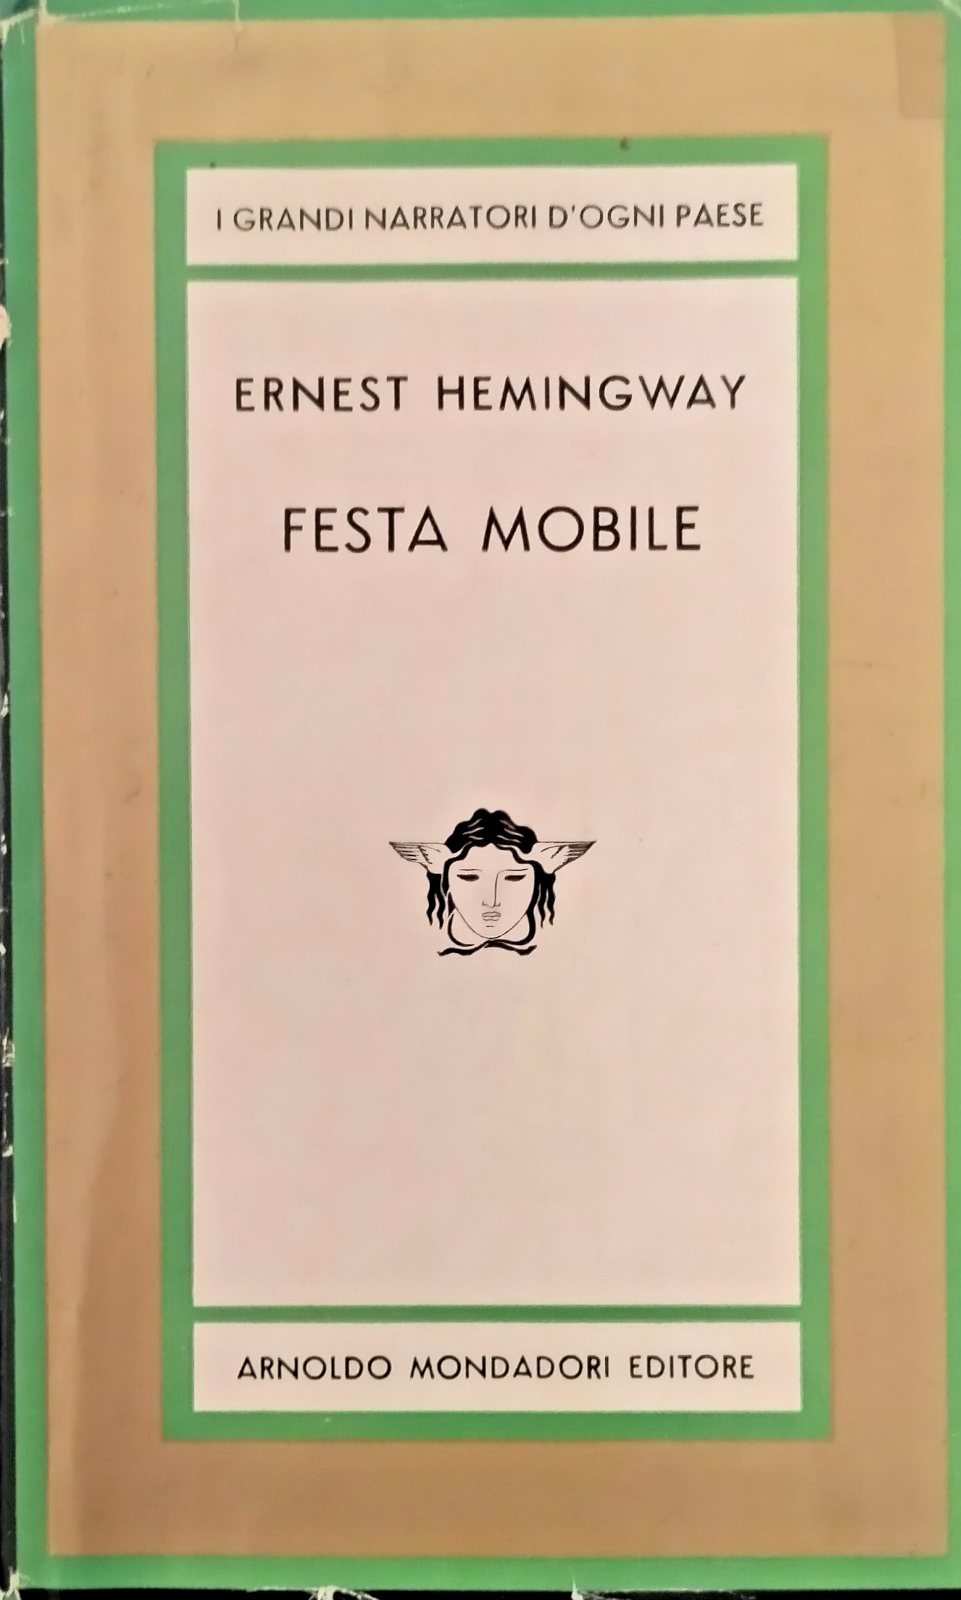 I GRANDI NARRATORI D'OGNI PAESE
ERNEST HEMINGWAY
FESTA MOBILE
ARNOLDO MONDADORI EDITORE